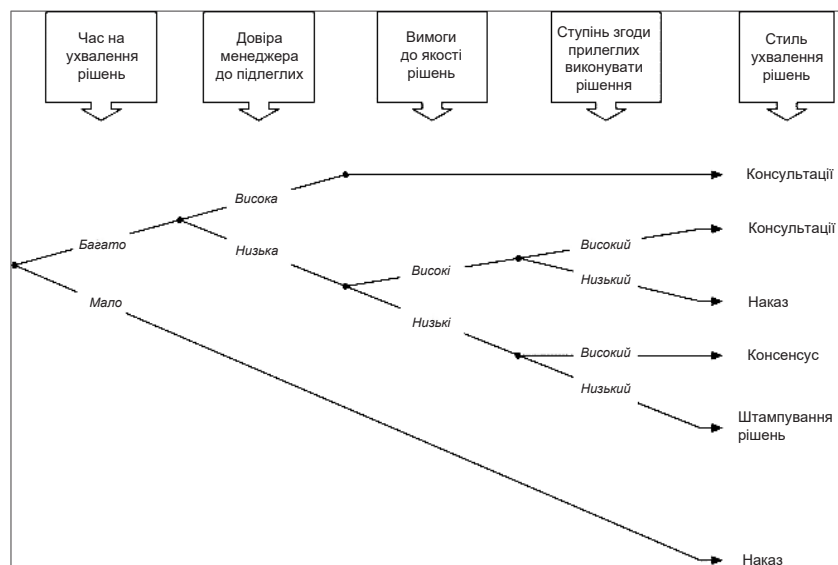 Час на
ухвалення
рішень
Довіра
менеджера
до підлеглих
Вимоги
до якості
рішень
Ступінь згоди
прилеглих
виконувати
рішення
Стиль
ухвалення
рішень
Консультації
Висока
Консультації
Багато
Високий
Низька
Високі
Низький
Мало
Наказ
Низькі
Високий
Консенсус
Низький
Штампування
рішень
Наказ